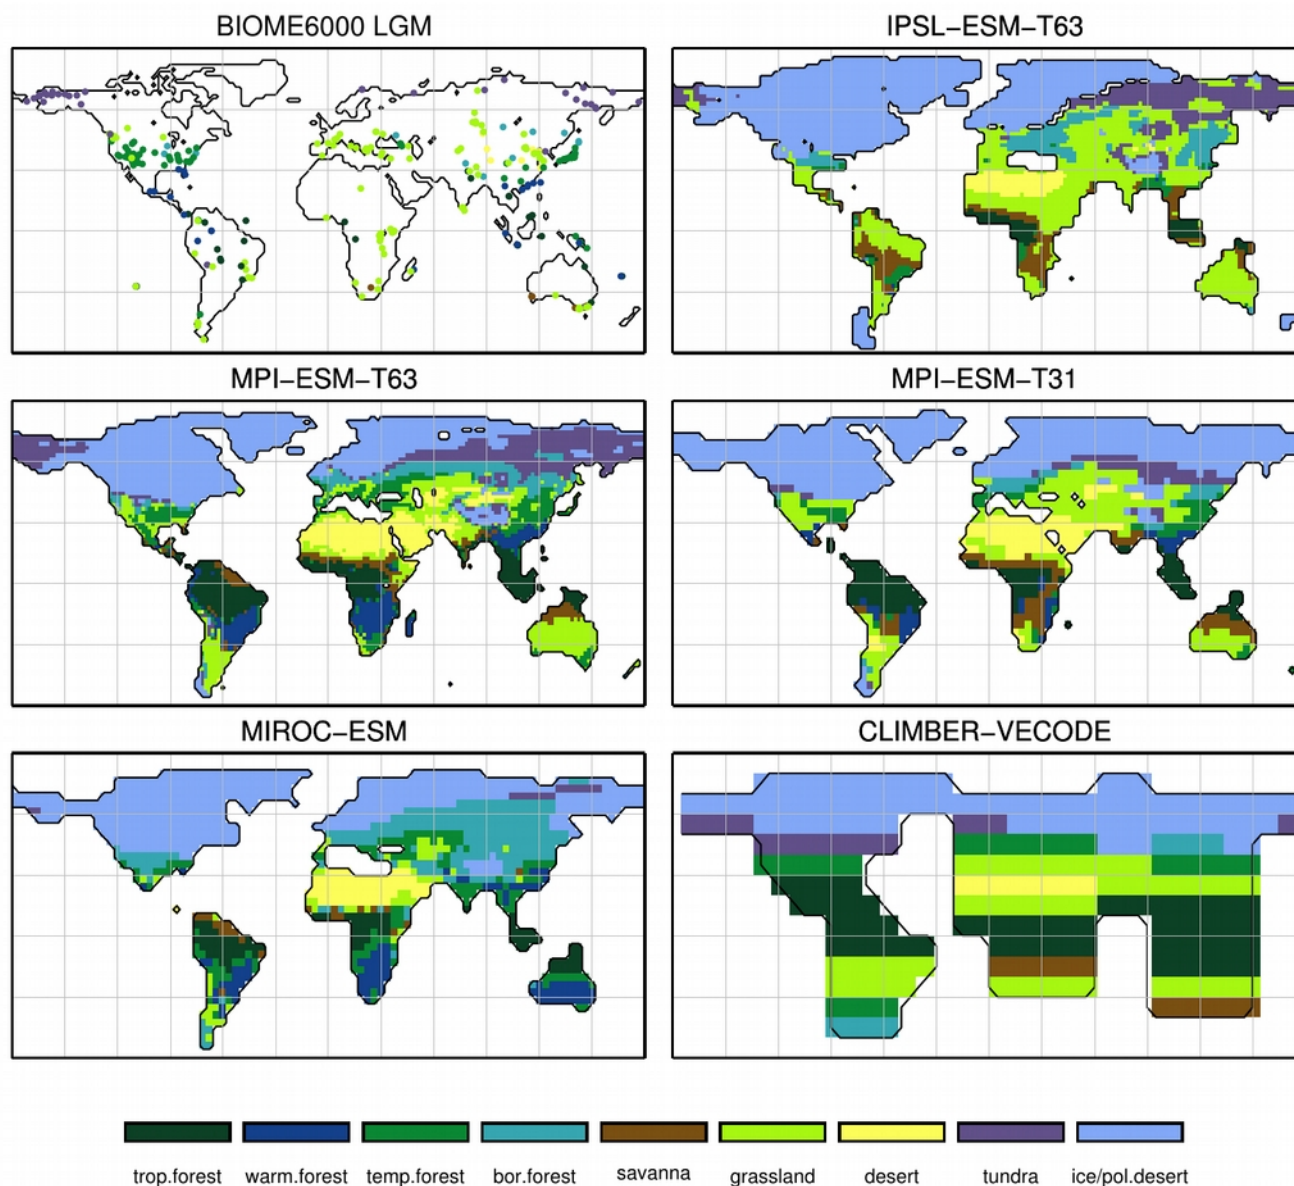 BIOME6000 LGM
IPSL-ESM-T63
MPI-ESM-T63
MPI-ESM-T31
MIROC-ESM
CLIMBER-VECODE
trop.forest warm.forest temp.forest bor.forest savanna grassland desert tundra ice/pol.desert